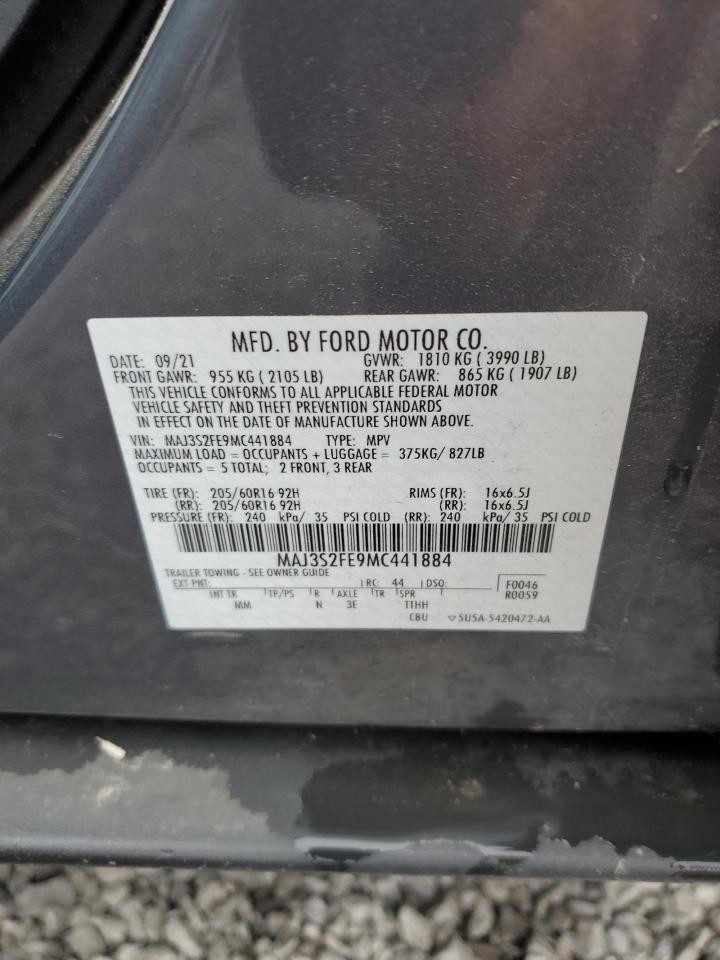 MFD. BY FORD MOTOR CO.
DATE: 09/21 GVWR: 1810 KG ( 3990 LB)
FRONT GAWR: 955 KG ( 2105 LB) REAR GAWR: 865 KG ( 1907 LB)
THIS VEHICLE CONFORMS TO ALL APPLICABLE FEDERAL MOTOR
VEHICLE SAFETY AND THEFT PREVENTION STANDARDS
IN EFFECT ON THE DATE OF MANUFACTURE SHOWN ABOVE.
VIN: MAJ3S2FE9MC441884 TYPE: MPV
MAXIMUM LOAD = OCCUPANTS + LUGGAGE = 375KG/ 827LB
OCCUPANTS = 5 TOTAL; 2 FRONT, 3 REAR
TIRE (FR): 205/60R16 92H RIMS (FR): 16x6.5J
(RR): 205/60R16 92H (RR): 16x6.5J
PRESSURE (FR): 240 kPa/ 35 PSI COLD (RR): 240 kPa/ 35 PSI COLD
MAJ3S2FE9MC441884
TRAILER TOWING - SEE OWNER GUIDE
EXT PNT: RC: 44 DSO: F0046
INT TR TP/PS R AXLE TR SPR R0059
MM N 3E TTHH
CBU ▽5U5A-5420472-AA